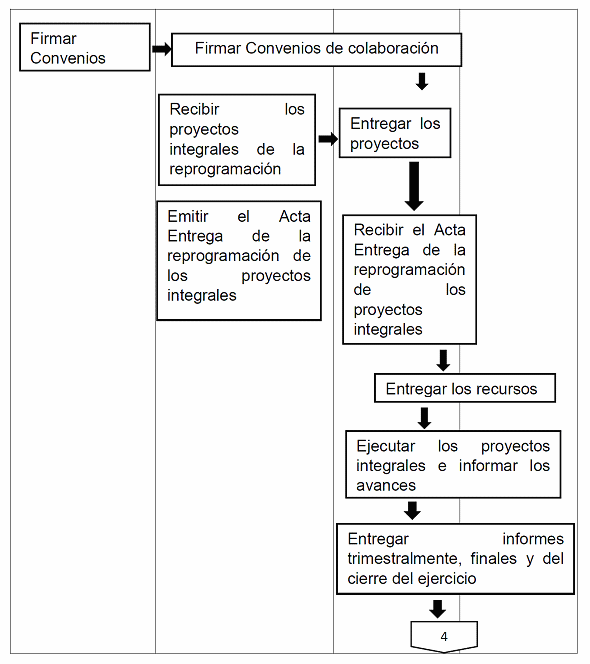 Firmar
Convenios
Firmar Convenios de colaboración
Recibir los
proyectos
integrales de la
reprogramación
Entregar los
proyectos
Emitir el Acta
Entrega de la
reprogramación de
los proyectos
integrales
Recibir el Acta
Entrega de la
reprogramación
de los
proyectos
integrales
Entregar los recursos
Ejecutar los proyectos
integrales e informar los
avances
Entregar informes
trimestralmente, finales y del
cierre del ejercicio
4